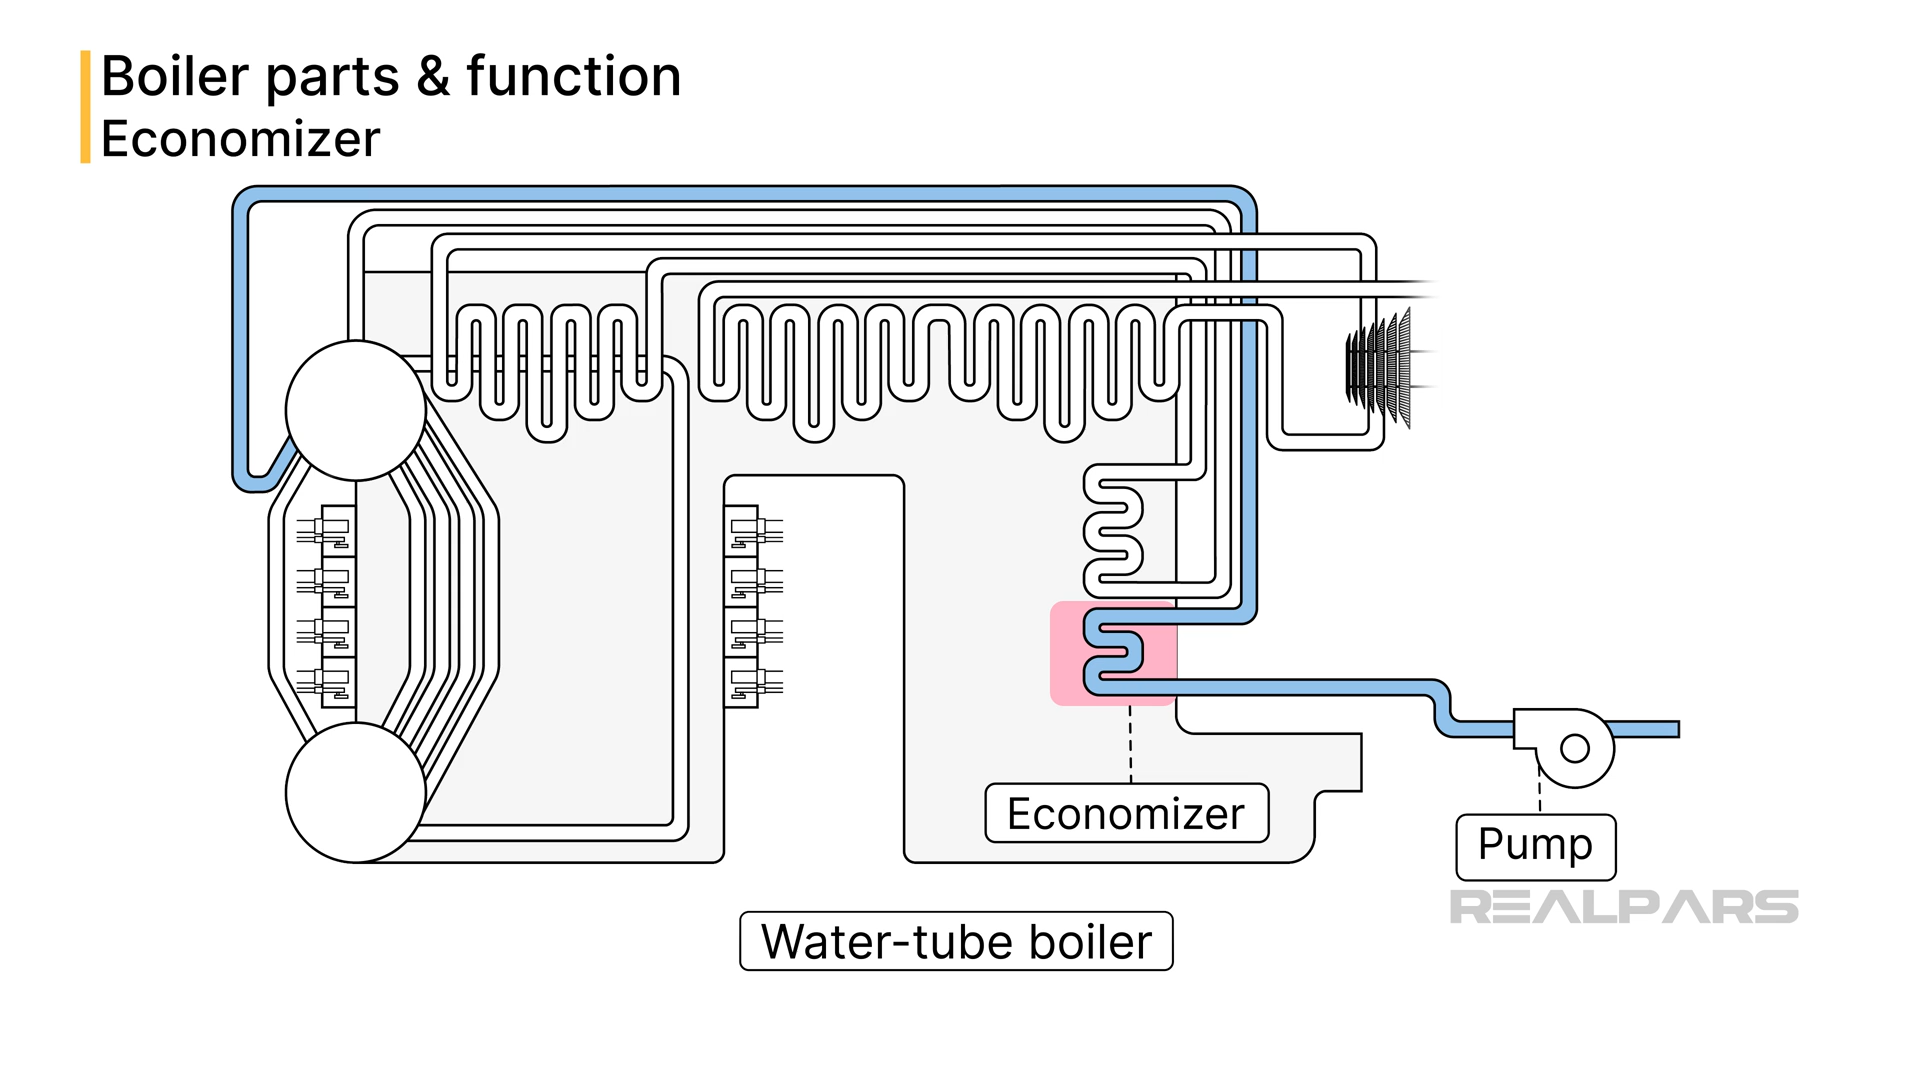 Boiler parts & function
Economizer
Economizer
Pump
REALPARS
Water-tube boiler